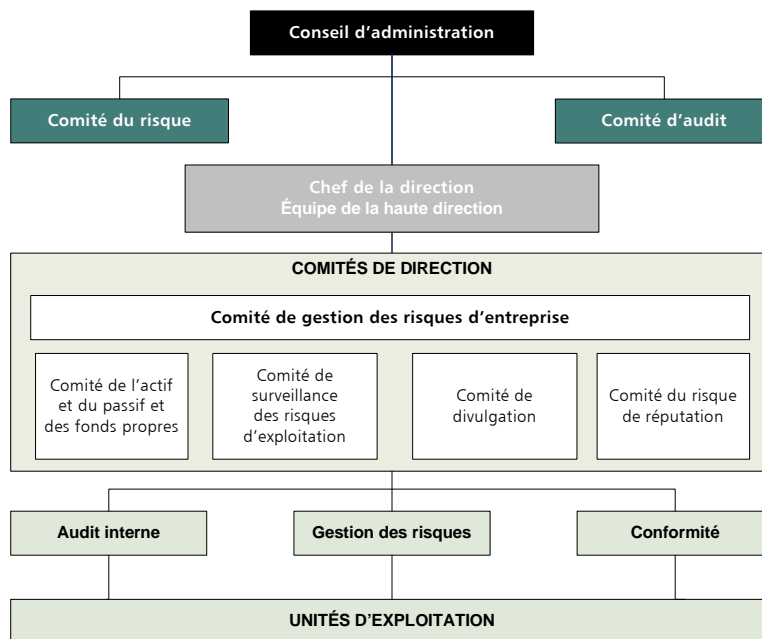 Conseil d'administration
Comité du risque
Comité d'audit
Chef de la direction
Équipe de la haute direction
COMITÉS DE DIRECTION
Comité de gestion des risques d'entreprise
Comité de l'actif
et du passif et
des fonds propres
Comité de
surveillance
des risques
d'exploitation
Comité de
divulgation
Comité du risque
de réputation
Audit interne
Gestion des risques
Conformité
UNITÉS D'EXPLOITATION